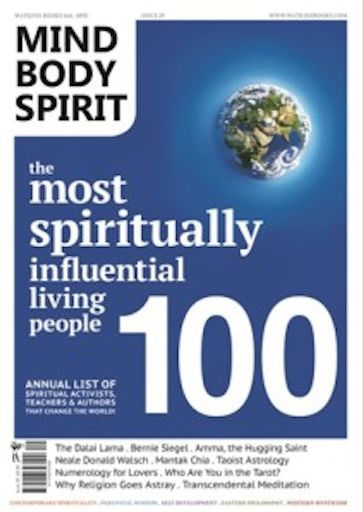 WATKINS BOOKS
ISSUE 29
WWW.WATKINSBOOKS.COM
MIND
BODY
SPIRIT
the
most
spiritually
influential
living
people
100
ANNUAL LIST OF
SPIRITUAL ACTIVISTS,
TEACHERS & AUTHORS
THAT CHANGE THE WORLD!
The Dalai Lama . Bernie Siegel . Amma, the Hugging Saint
Neale Donald Walsch . Mantak Chia . Taoist Astrology
Numerology for Lovers . Who Are You in the Tarot?
Why Religion Goes Astray . Transcendental Meditation
CONTEMPORARY SPIRITUALITY . PERENNIAL WISDOM . SELF DEVELOPMENT . EASTERN PHILOSOPHY . WESTERN MYSTICISM